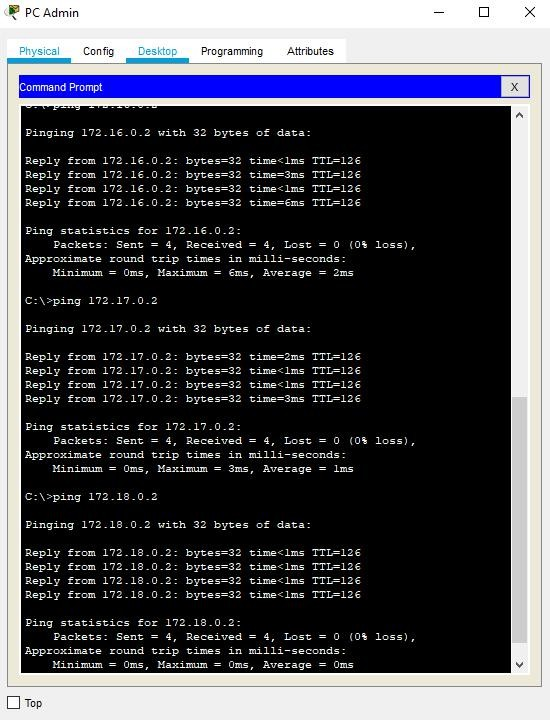 PC Admin
Physical Config Desktop Programming Attributes
Command Prompt X
C:\>ping 172.16.0.2
Pinging 172.16.0.2 with 32 bytes of data:
Reply from 172.16.0.2: bytes=32 time<1ms TTL=126
Reply from 172.16.0.2: bytes=32 time=3ms TTL=126
Reply from 172.16.0.2: bytes=32 time<1ms TTL=126
Reply from 172.16.0.2: bytes=32 time=6ms TTL=126
Ping statistics for 172.16.0.2:
Packets: Sent = 4, Received = 4, Lost = 0 (0% loss),
Approximate round trip times in milli-seconds:
Minimum = 0ms, Maximum = 6ms, Average = 2ms
C:\>ping 172.17.0.2
Pinging 172.17.0.2 with 32 bytes of data:
Reply from 172.17.0.2: bytes=32 time=2ms TTL=126
Reply from 172.17.0.2: bytes=32 time<1ms TTL=126
Reply from 172.17.0.2: bytes=32 time<1ms TTL=126
Reply from 172.17.0.2: bytes=32 time=3ms TTL=126
Ping statistics for 172.17.0.2:
Packets: Sent = 4, Received = 4, Lost = 0 (0% loss),
Approximate round trip times in milli-seconds:
Minimum = 0ms, Maximum = 3ms, Average = 1ms
C:\>ping 172.18.0.2
Pinging 172.18.0.2 with 32 bytes of data:
Reply from 172.18.0.2: bytes=32 time<1ms TTL=126
Reply from 172.18.0.2: bytes=32 time<1ms TTL=126
Reply from 172.18.0.2: bytes=32 time<1ms TTL=126
Reply from 172.18.0.2: bytes=32 time<1ms TTL=126
Ping statistics for 172.18.0.2:
Packets: Sent = 4, Received = 4, Lost = 0 (0% loss),
Approximate round trip times in milli-seconds:
Minimum = 0ms, Maximum = 0ms, Average = 0ms
Top